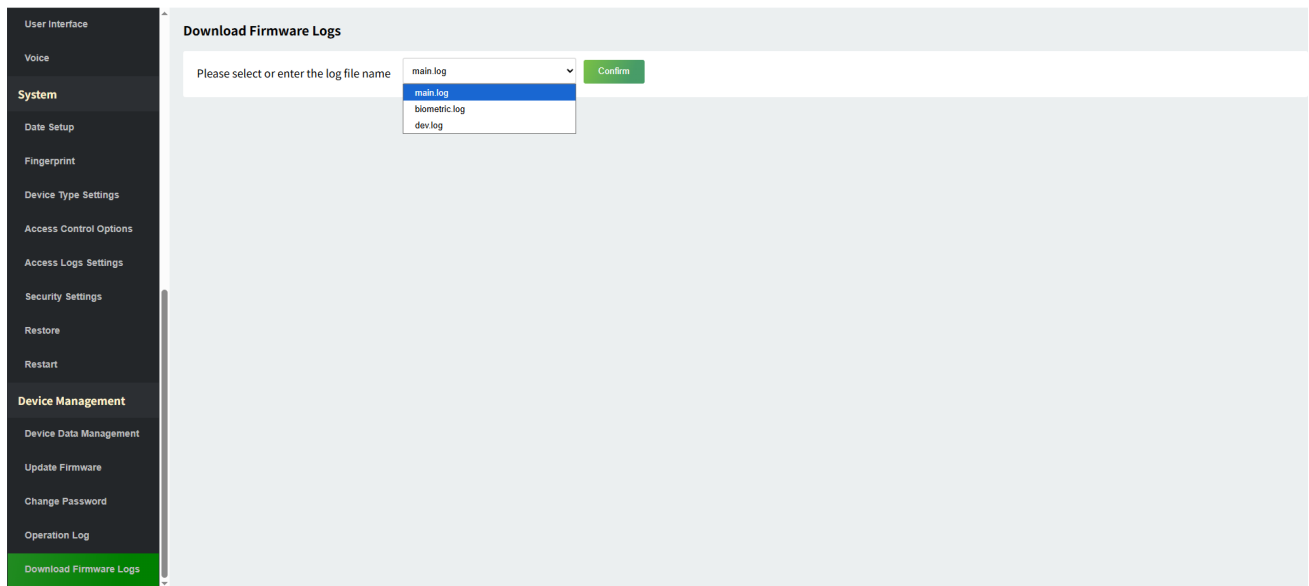 User Interface
Voice
System
Date Setup
Fingerprint
Device Type Settings
Access Control Options
Access Logs Settings
Security Settings
Restore
Restart
Device Management
Device Data Management
Update Firmware
Change Password
Operation Log
Download Firmware Logs
Download Firmware Logs
Please select or enter the log file name main.log Confirm
main.log
biometric.log
dev.log